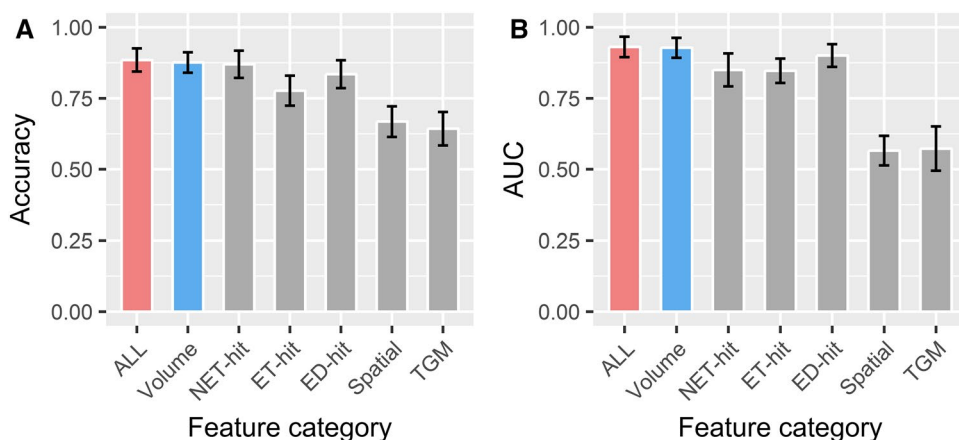 A
Accuracy
1.00
0.75
0.50
0.25
0.00
ALL
Volume
NET-hit
ET-hit
ED-hit
Spatial
TGM
Feature category
B
AUC
1.00
0.75
0.50
0.25
0.00
ALL
Volume
NET-hit
ET-hit
ED-hit
Spatial
TGM
Feature category